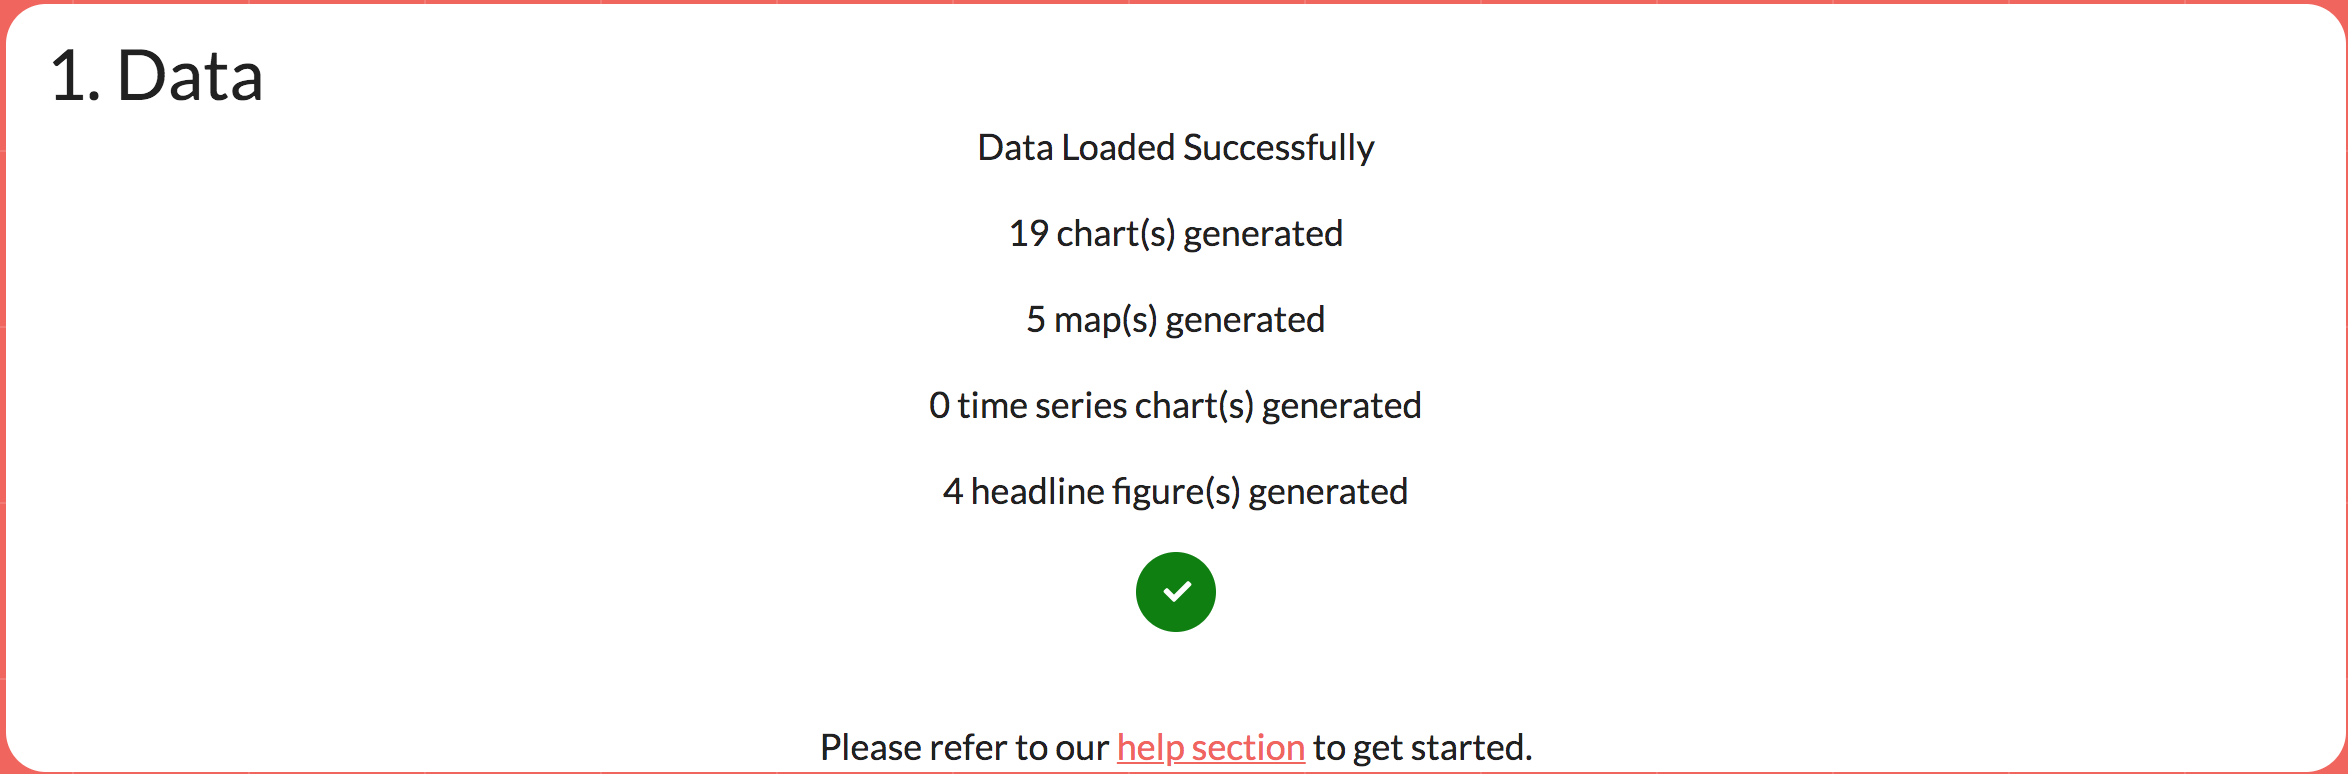 1. Data
Data Loaded Successfully
19 chart(s) generated
5 map(s) generated
0 time series chart(s) generated
4 headline figure(s) generated
Please refer to our help section to get started.